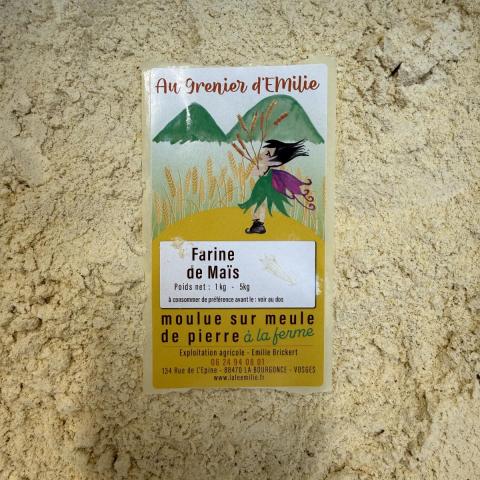 Au grenier d'EMilie
Farine
de Maïs
Poids net : 1 kg - 5kg
à consommer de préférence avant le : voir au dos
moulue sur meule
de pierre à la ferme
Exploitation agricole - Emilie Brickert
06 24 94 08 01
134 Rue de L'Epine - 88470 LA BOURGONCE - VOSGES
www.lafeemilie.fr